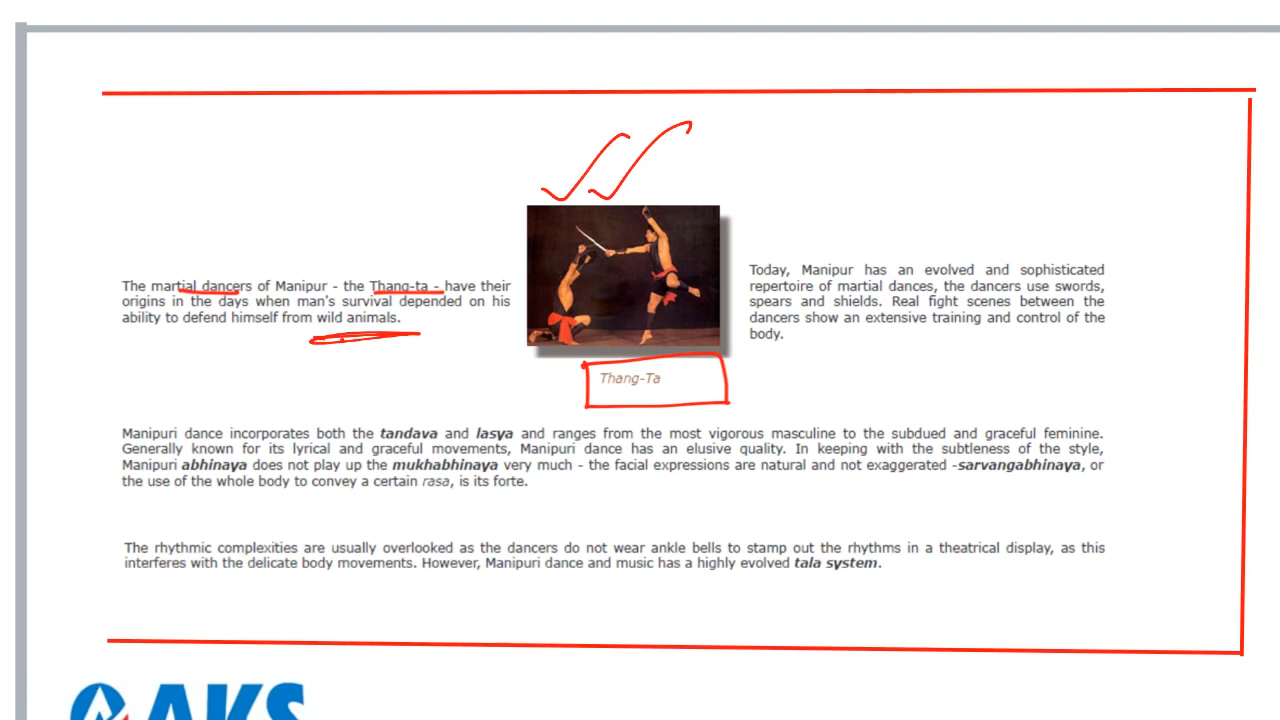 The martial dancers of Manipur - the Thang-ta - have their
origins in the days when man's survival depended on his
ability to defend himself from wild animals.
Today, Manipur has an evolved and sophisticated
repertoire of martial dances, the dancers use swords,
spears and shields. Real fight scenes between the
dancers show an extensive training and control of the
body.
Thang-Ta
Manipuri dance incorporates both the tandava and lasya and ranges from the most vigorous masculine to the subdued and graceful feminine.
Generally known for its lyrical and graceful movements, Manipuri dance has an elusive quality. In keeping with the subtleness of the style,
Manipuri abhinaya does not play up the mukhabhinaya very much - the facial expressions are natural and not exaggerated -sarvangabhinaya, or
the use of the whole body to convey a certain rasa, is its forte.
The rhythmic complexities are usually overlooked as the dancers do not wear ankle bells to stamp out the rhythms in a theatrical display, as this
interferes with the delicate body movements. However, Manipuri dance and music has a highly evolved tala system.
AKS